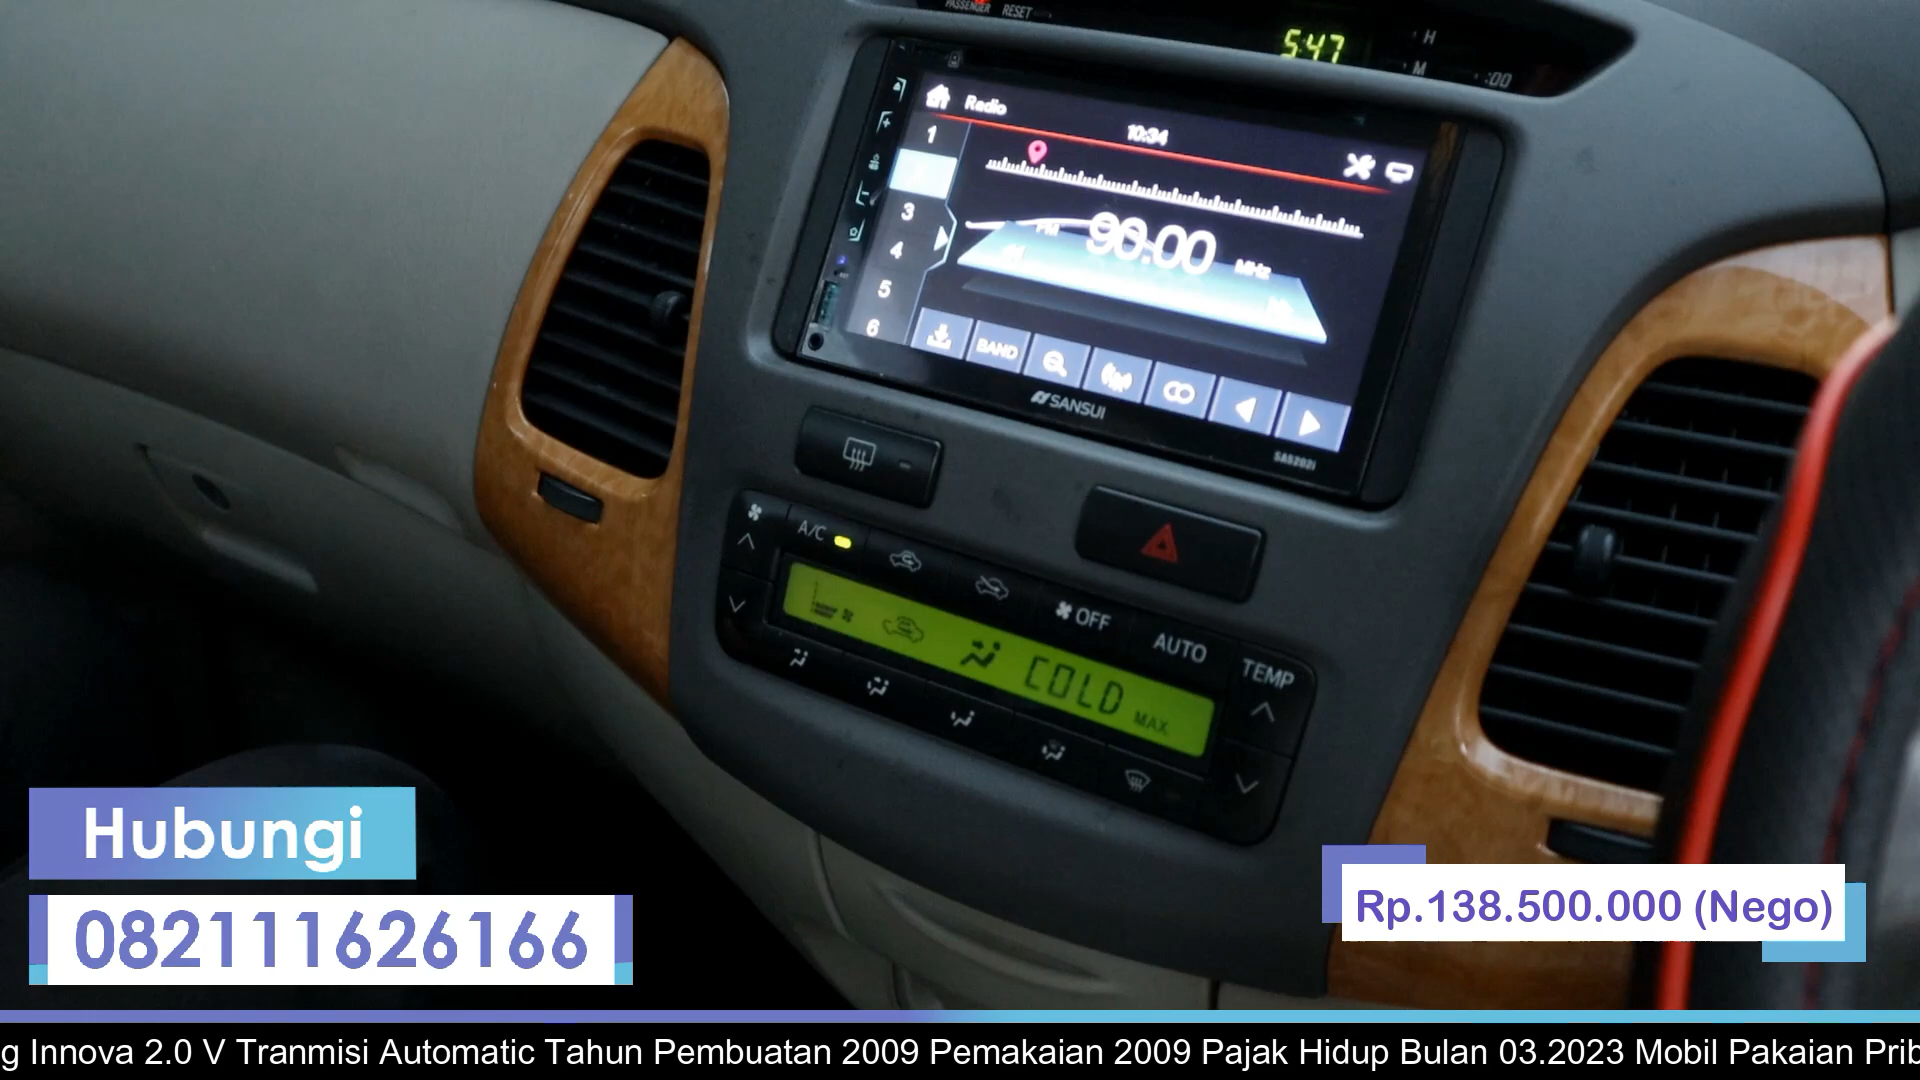 PASSENGER RESET
5:47
H
M
:00
Radio
10:34
1
3
4
5
6
FM
90.00
MHz
BAND
SANSUI
SA5202i
A/C
OFF
AUTO
TEMP
COLD
MAX
Hubungi
082111626166
Rp.138.500.000 (Nego)
g Innova 2.0 V Tranmisi Automatic Tahun Pembuatan 2009 Pemakaian 2009 Pajak Hidup Bulan 03.2023 Mobil Pakaian Prib